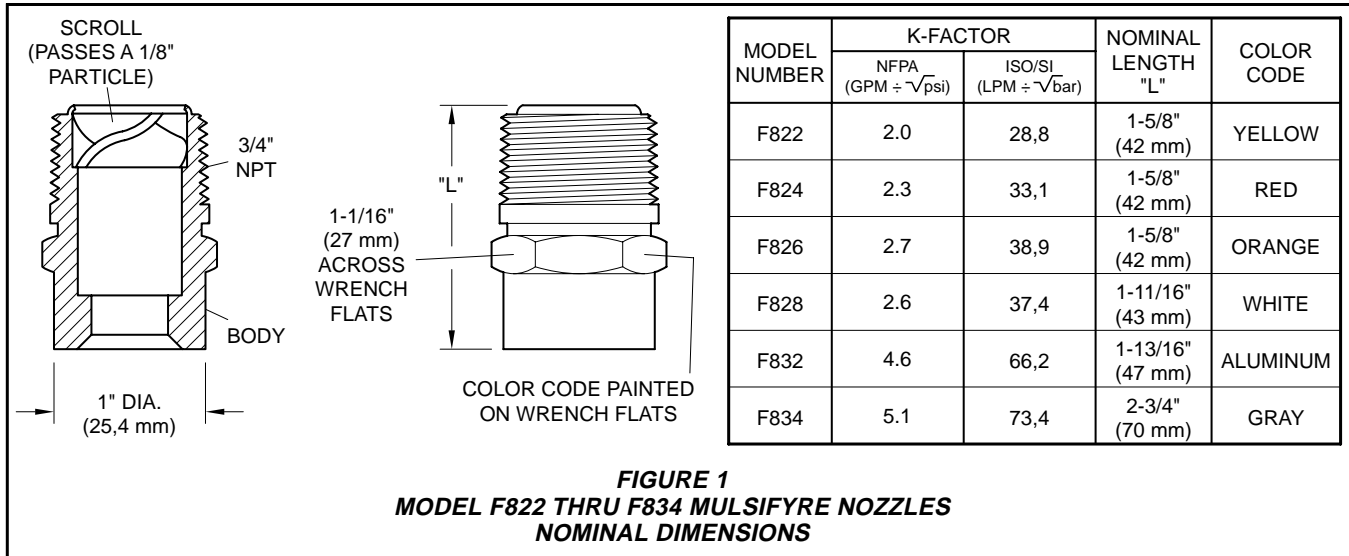 SCROLL
(PASSES A 1/8"
PARTICLE)
3/4"
NPT
BODY
1" DIA.
(25,4 mm)
"L"
1-1/16"
(27 mm)
ACROSS
WRENCH
FLATS
COLOR CODE PAINTED
ON WRENCH FLATS
MODEL NUMBER
K-FACTOR
NFPA
(GPM ÷ √psi)
ISO/SI
(LPM ÷ √bar)
NOMINAL LENGTH "L"
COLOR CODE
F822 2.0 28,8 1-5/8" (42 mm) YELLOW
F824 2.3 33,1 1-5/8" (42 mm) RED
F826 2.7 38,9 1-5/8" (42 mm) ORANGE
F828 2.6 37,4 1-11/16" (43 mm) WHITE
F832 4.6 66,2 1-13/16" (47 mm) ALUMINUM
F834 5.1 73,4 2-3/4" (70 mm) GRAY
FIGURE 1
MODEL F822 THRU F834 MULSIFYRE NOZZLES
NOMINAL DIMENSIONS